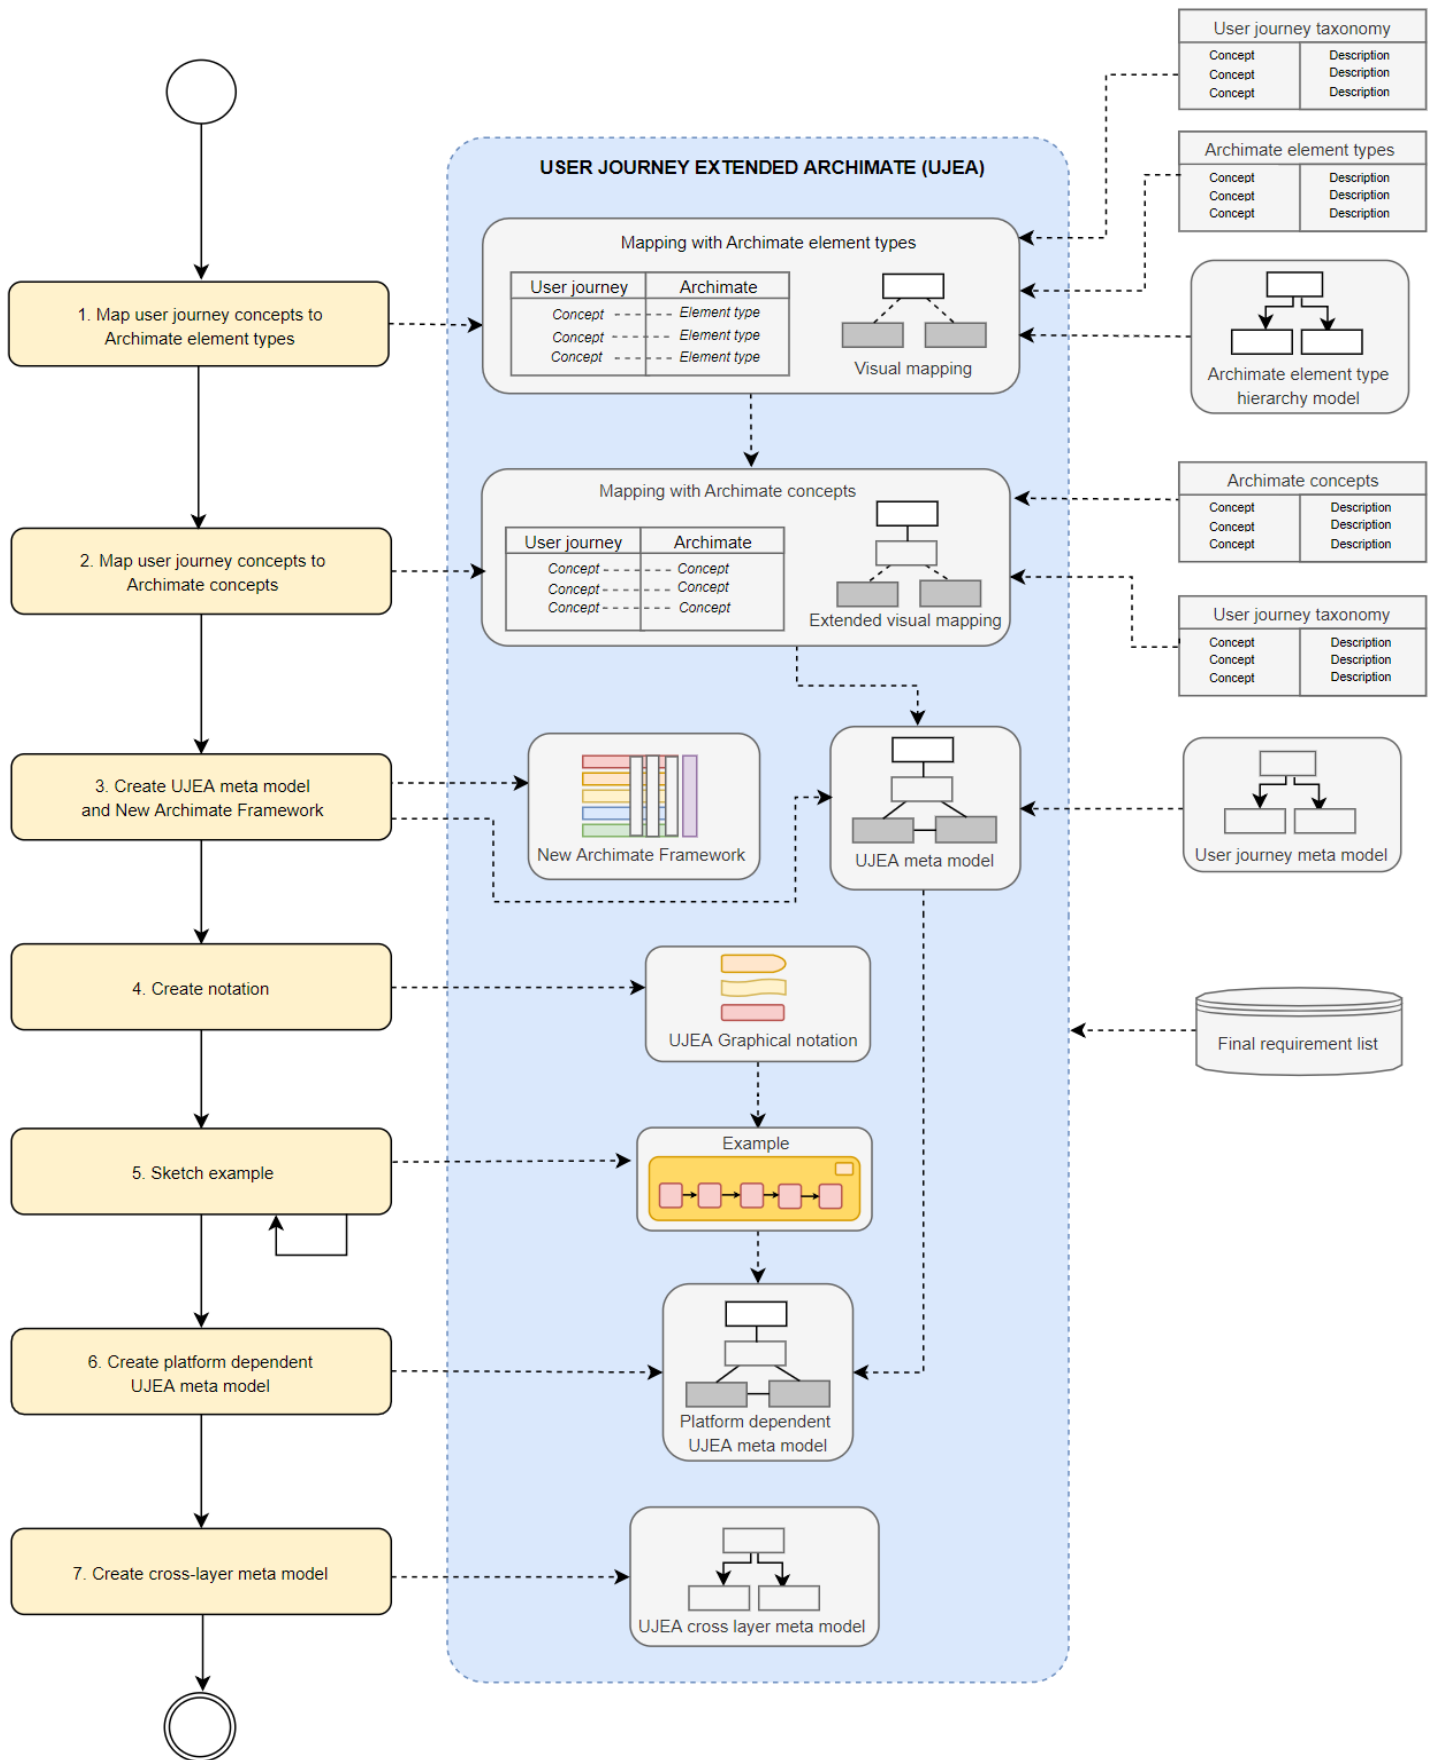 User journey taxonomy
Concept Description
Concept Description
Concept Description
Archimate element types
Concept Description
Concept Description
Concept Description
USER JOURNEY EXTENDED ARCHIMATE (UJEA)
Mapping with Archimate element types
User journey Archimate
Concept Element type
Concept Element type
Concept Element type
Visual mapping
1. Map user journey concepts to
Archimate element types
Archimate element type
hierarchy model
Mapping with Archimate concepts
User journey Archimate
Concept Concept
Concept Concept
Concept Concept
Extended visual mapping
Archimate concepts
Concept Description
Concept Description
Concept Description
2. Map user journey concepts to
Archimate concepts
User journey taxonomy
Concept Description
Concept Description
Concept Description
3. Create UJEA meta model
and New Archimate Framework
New Archimate Framework
UJEA meta model
User journey meta model
4. Create notation
UJEA Graphical notation
Final requirement list
5. Sketch example
Example
6. Create platform dependent
UJEA meta model
Platform dependent
UJEA meta model
7. Create cross-layer meta model
UJEA cross layer meta model